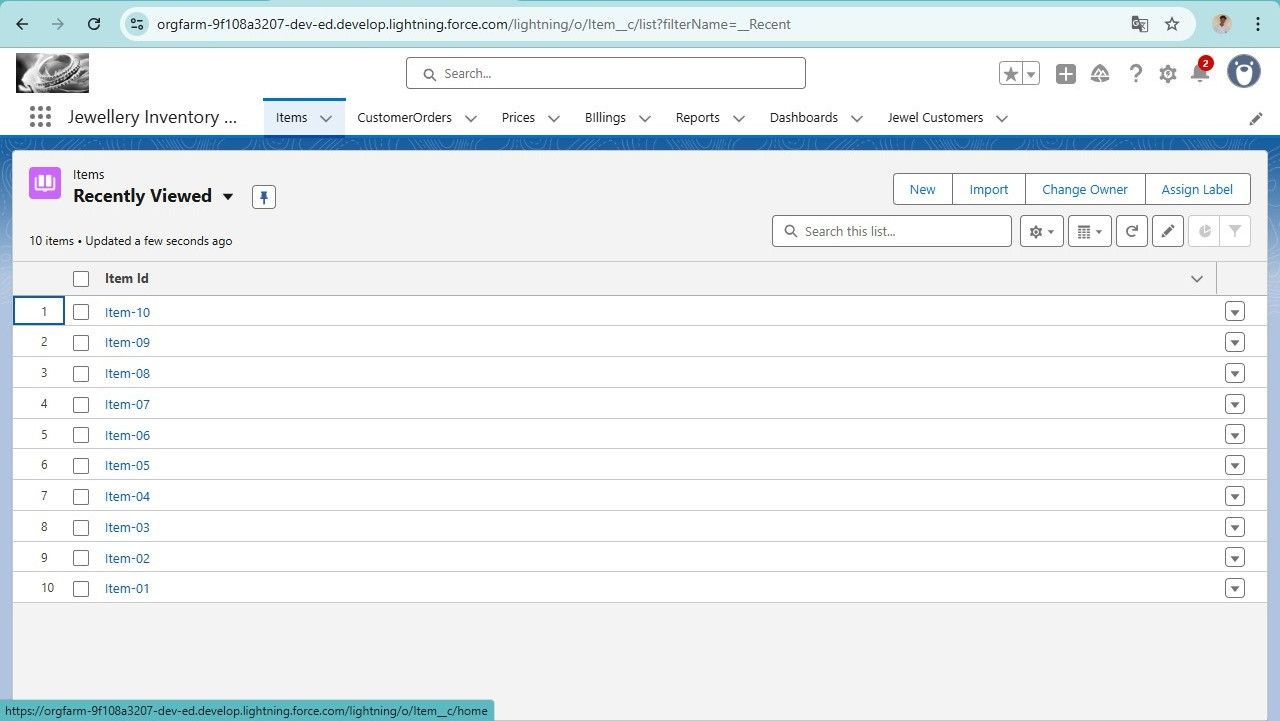 orgfarm-9f108a3207-dev-ed.develop.lightning.force.com/lightning/o/Item__c/list?filterName=__Recent
Search...
2
Jewellery Inventory ...
Items
CustomerOrders
Prices
BIllings
Reports
Dashboards
Jewel Customers
Items
Recently Viewed
New
Import
Change Owner
Assign Label
10 items • Updated a few seconds ago
Search this list...
Item Id
1 Item-10
2 Item-09
3 Item-08
4 Item-07
5 Item-06
6 Item-05
7 Item-04
8 Item-03
9 Item-02
10 Item-01
https://orgfarm-9f108a3207-dev-ed.develop.lightning.force.com/lightning/o/Item__c/home